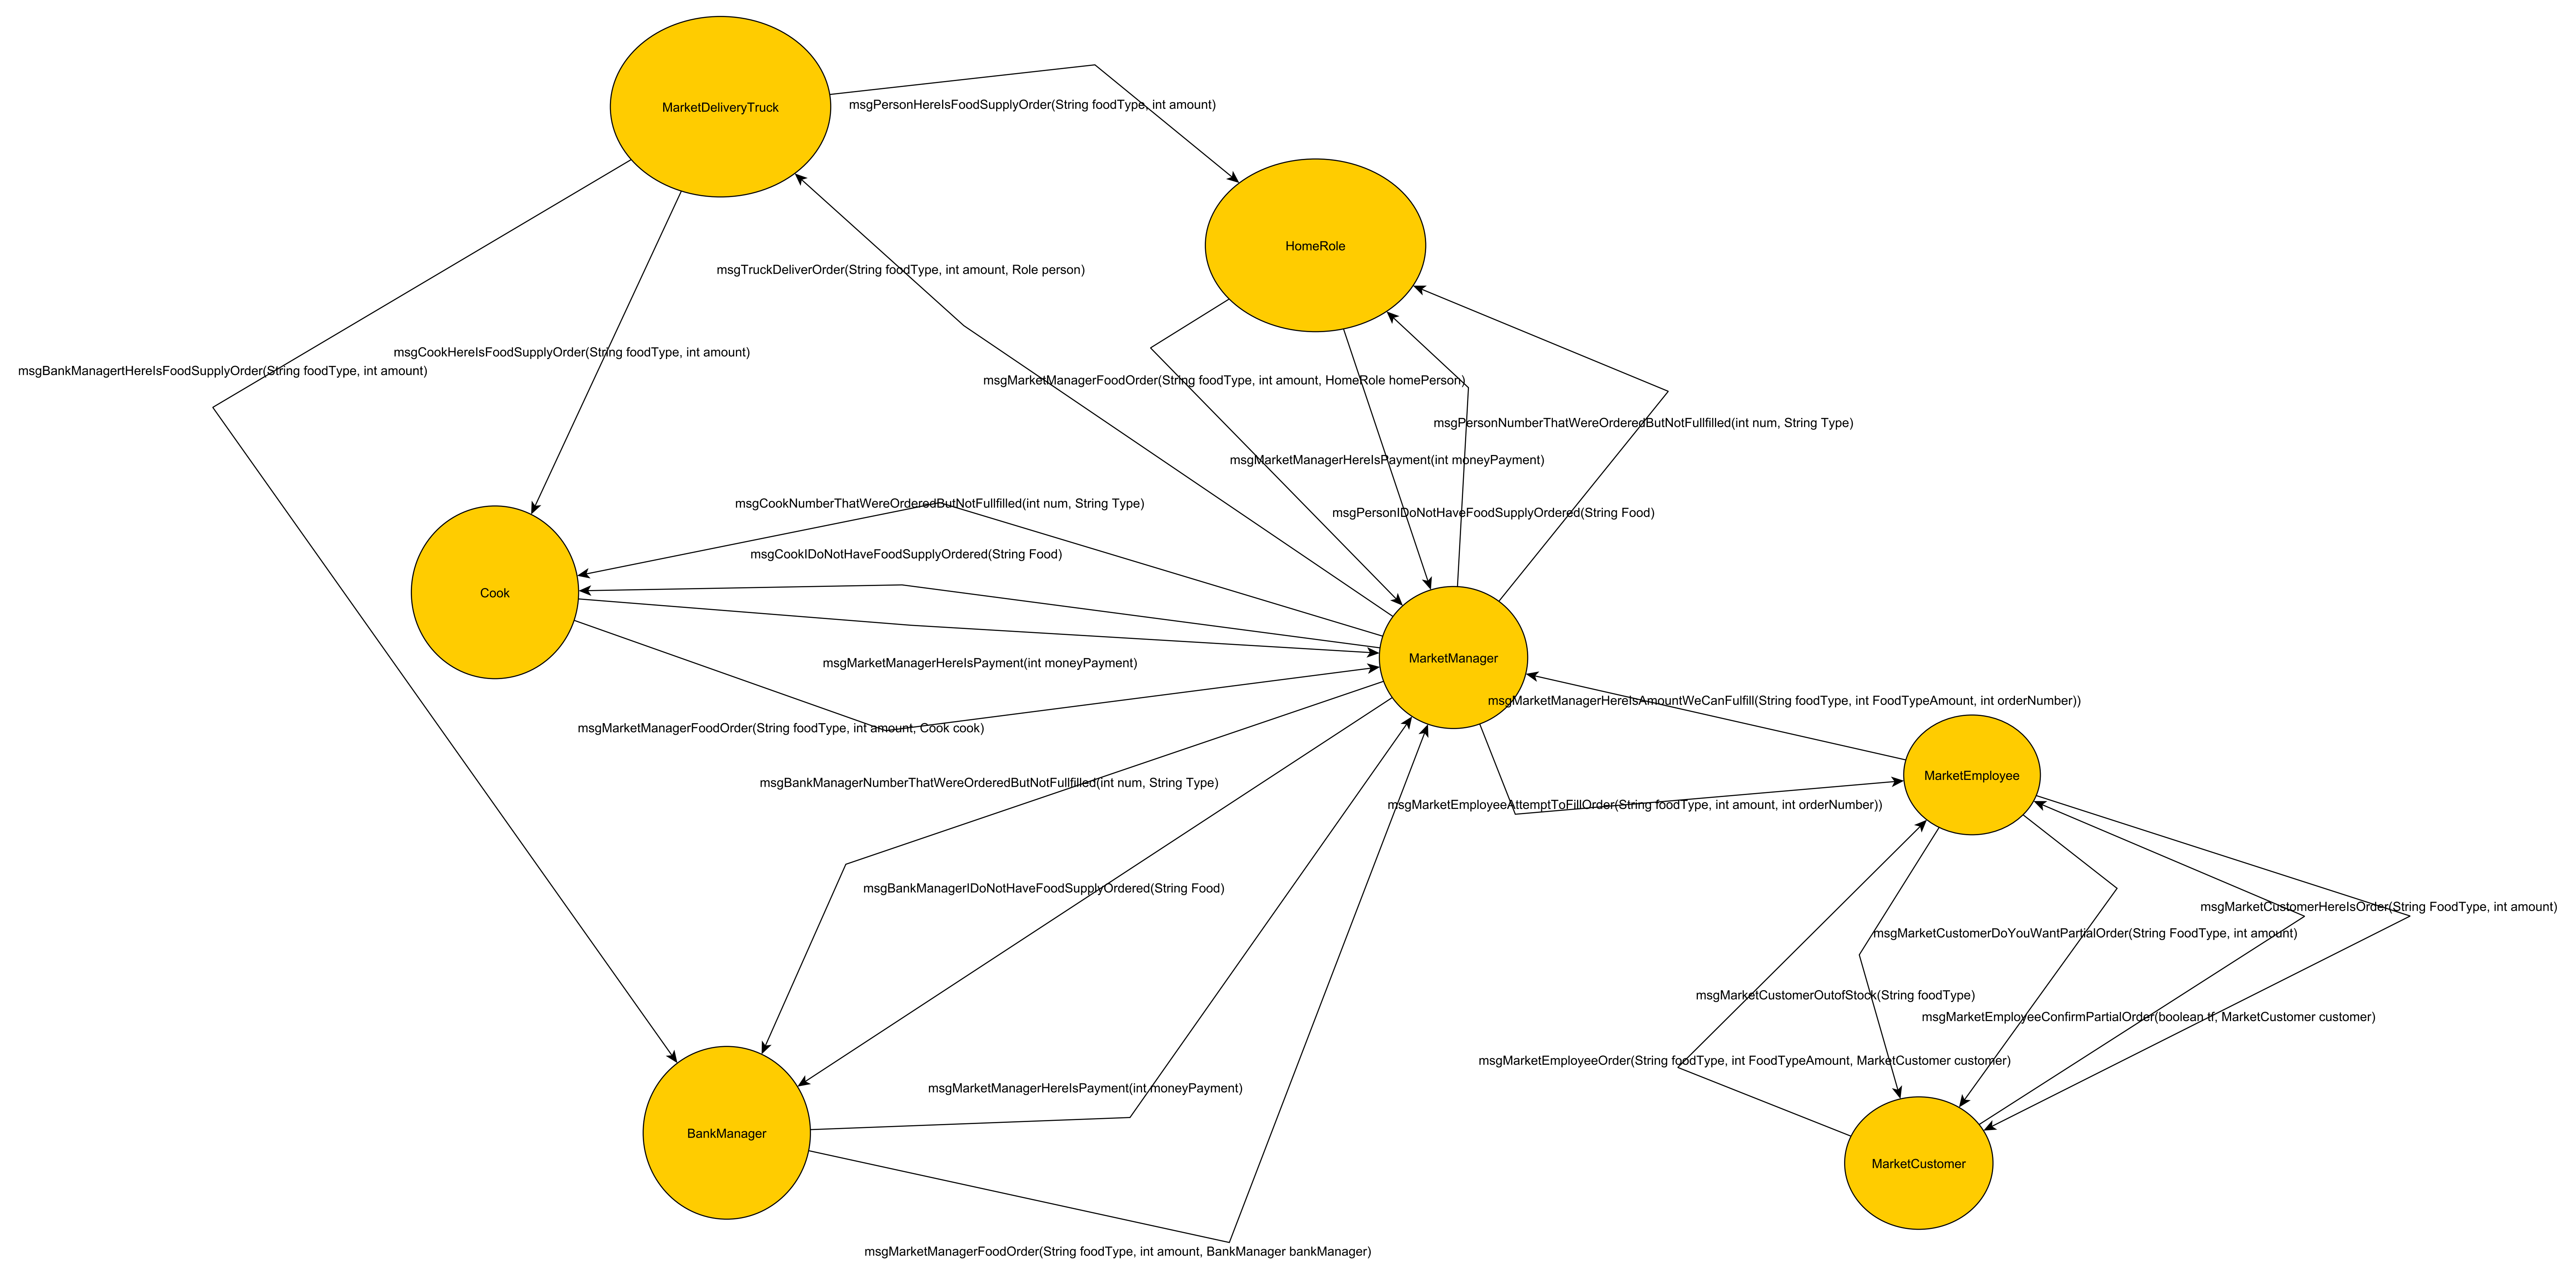 MarketDeliveryTruck
msgPersonHereIsFoodSupplyOrder(String foodType, int amount)
HomeRole
msgTruckDeliverOrder(String foodType, int amount, Role person)
msgCookHereIsFoodSupplyOrder(String foodType, int amount)
msgBankManagertHereIsFoodSupplyOrder(String foodType, int amount)
msgMarketManagerFoodOrder(String foodType, int amount, HomeRole homePerson)
msgPersonNumberThatWereOrderedButNotFullfilled(int num, String Type)
msgMarketManagerHereIsPayment(int moneyPayment)
msgCookNumberThatWereOrderedButNotFullfilled(int num, String Type)
msgPersonIDoNotHaveFoodSupplyOrdered(String Food)
msgCookIDoNotHaveFoodSupplyOrdered(String Food)
Cook
MarketManager
msgMarketManagerHereIsPayment(int moneyPayment)
msgMarketManagerHereIsAmountWeCanFulfill(String foodType, int FoodTypeAmount, int orderNumber))
msgMarketManagerFoodOrder(String foodType, int amount, Cook cook)
MarketEmployee
msgBankManagerNumberThatWereOrderedButNotFullfilled(int num, String Type)
msgMarketEmployeeAttemptToFillOrder(String foodType, int amount, int orderNumber))
msgBankManagerIDoNotHaveFoodSupplyOrdered(String Food)
msgMarketCustomerHereIsOrder(String FoodType, int amount)
msgMarketCustomerDoYouWantPartialOrder(String FoodType, int amount)
msgMarketCustomerOutofStock(String foodType)
msgMarketEmployeeConfirmPartialOrder(boolean tf, MarketCustomer customer)
msgMarketEmployeeOrder(String foodType, int FoodTypeAmount, MarketCustomer customer)
msgMarketManagerHereIsPayment(int moneyPayment)
BankManager
MarketCustomer
msgMarketManagerFoodOrder(String foodType, int amount, BankManager bankManager)